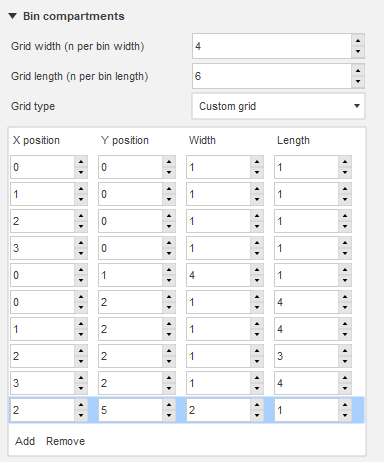 Bin compartments
Grid width (n per bin width) 4
Grid length (n per bin length) 6
Grid type Custom grid
X position Y position Width Length
0 0 1 1
1 0 1 1
2 0 1 1
3 0 1 1
0 1 4 1
0 2 1 4
1 2 1 4
2 2 1 3
3 2 1 4
2 5 2 1
Add Remove